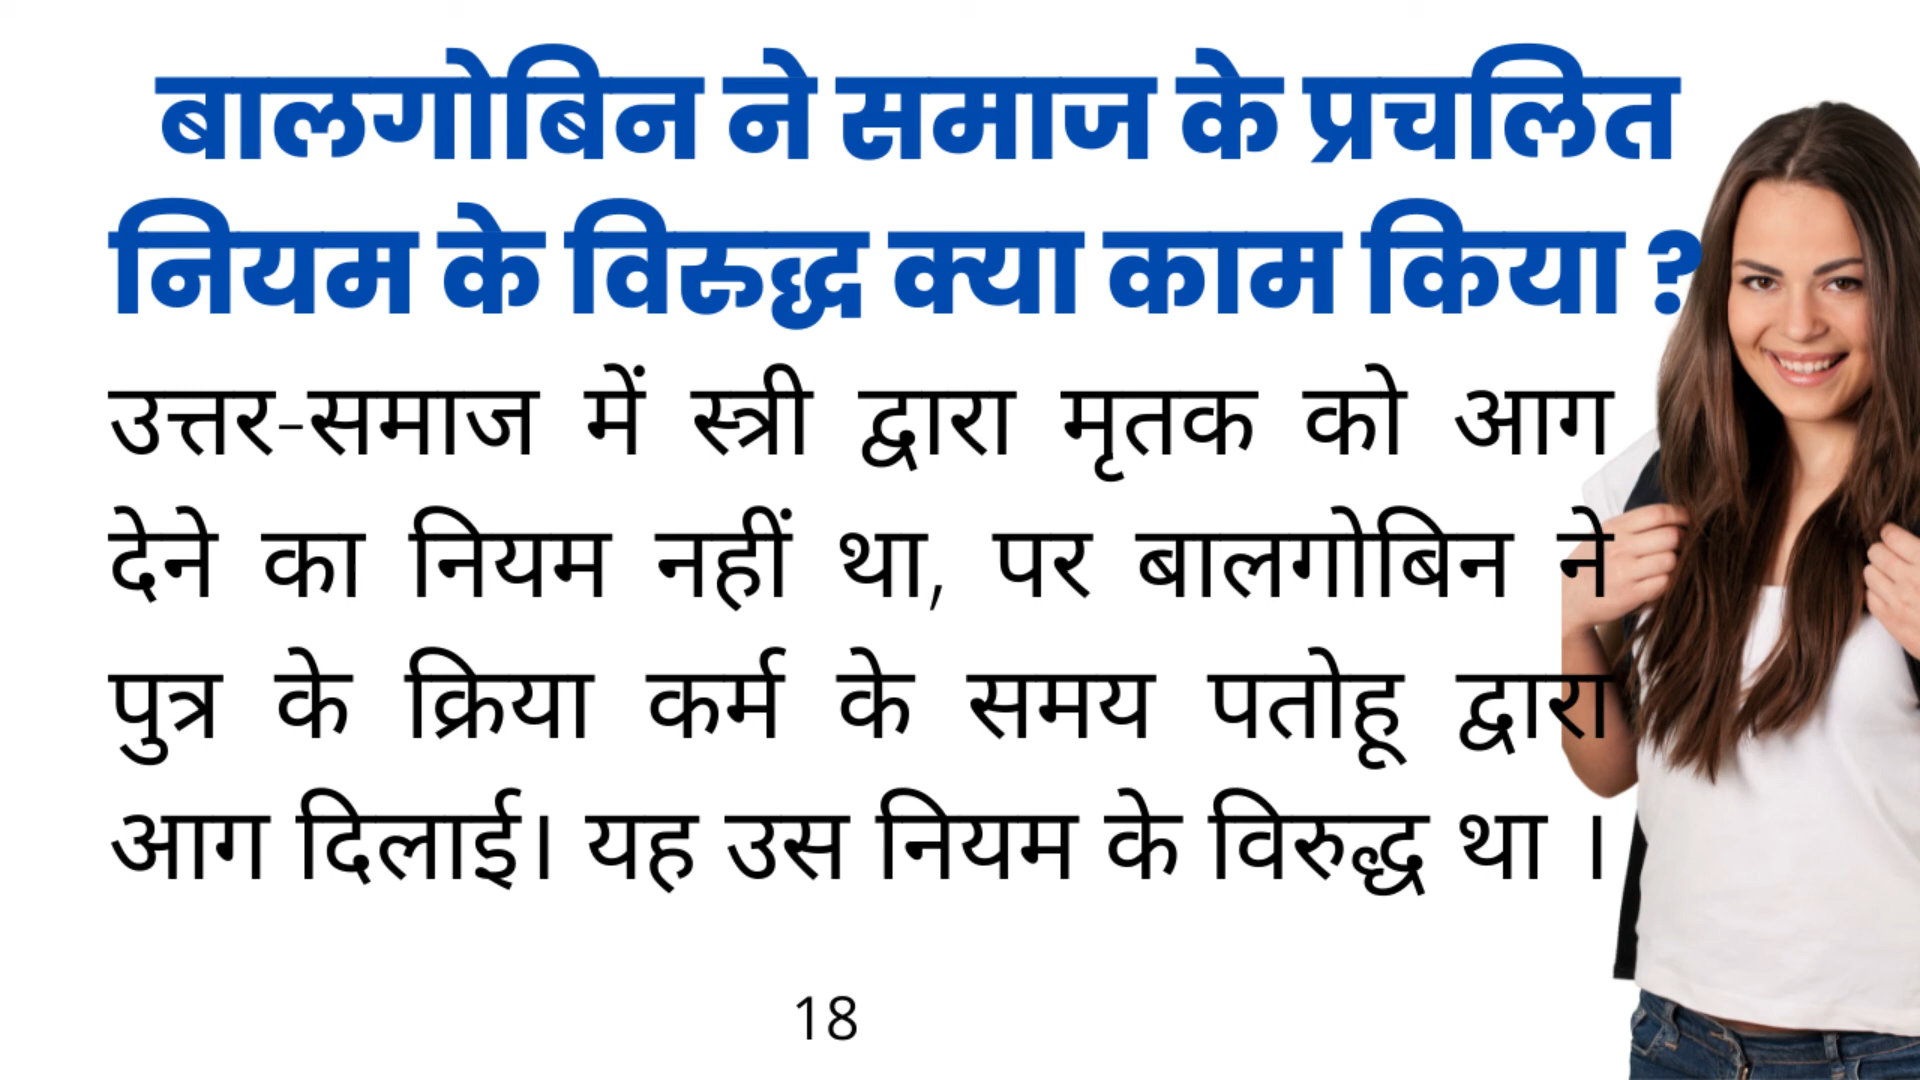 बालगोबिन ने समाज के प्रचलित
नियम के विरुद्ध क्या काम किया ?
उत्तर-समाज में स्त्री द्वारा मृतक को आग
देने का नियम नहीं था, पर बालगोबिन ने
पुत्र के क्रिया कर्म के समय पतोहू द्वारा
आग दिलाई। यह उस नियम के विरुद्ध था ।
18